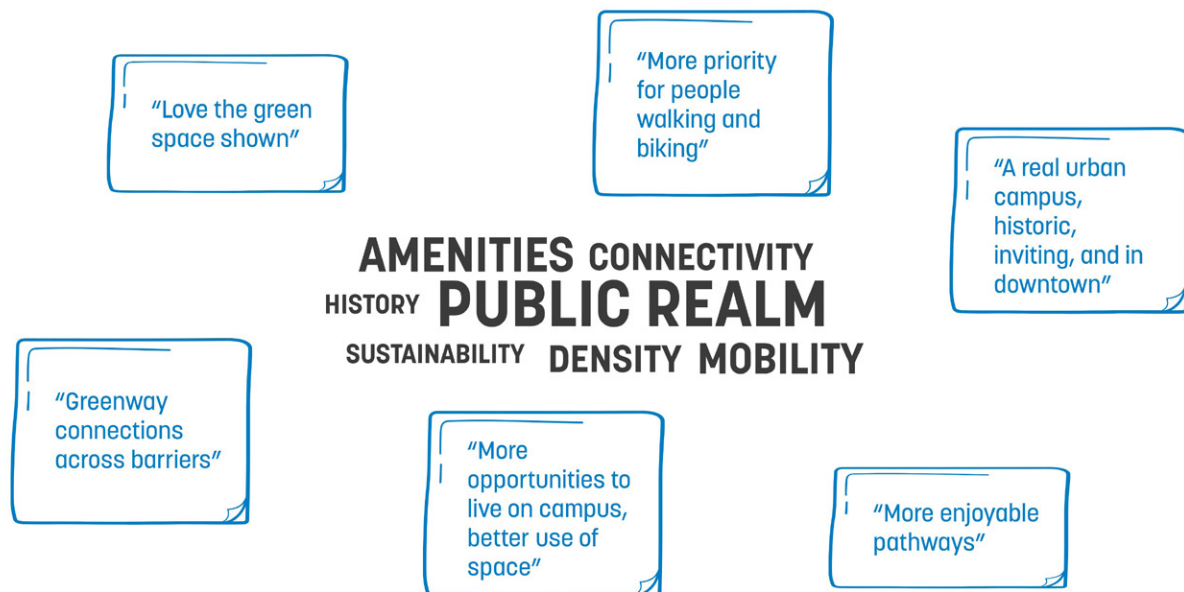 “Love the green
space shown”
“More priority
for people
walking and
biking”
“A real urban
campus,
historic,
inviting, and in
downtown”
AMENITIES CONNECTIVITY
HISTORY PUBLIC REALM
SUSTAINABILITY DENSITY MOBILITY
“Greenway
connections
across barriers”
“More
opportunities to
live on campus,
better use of
space”
“More enjoyable
pathways”